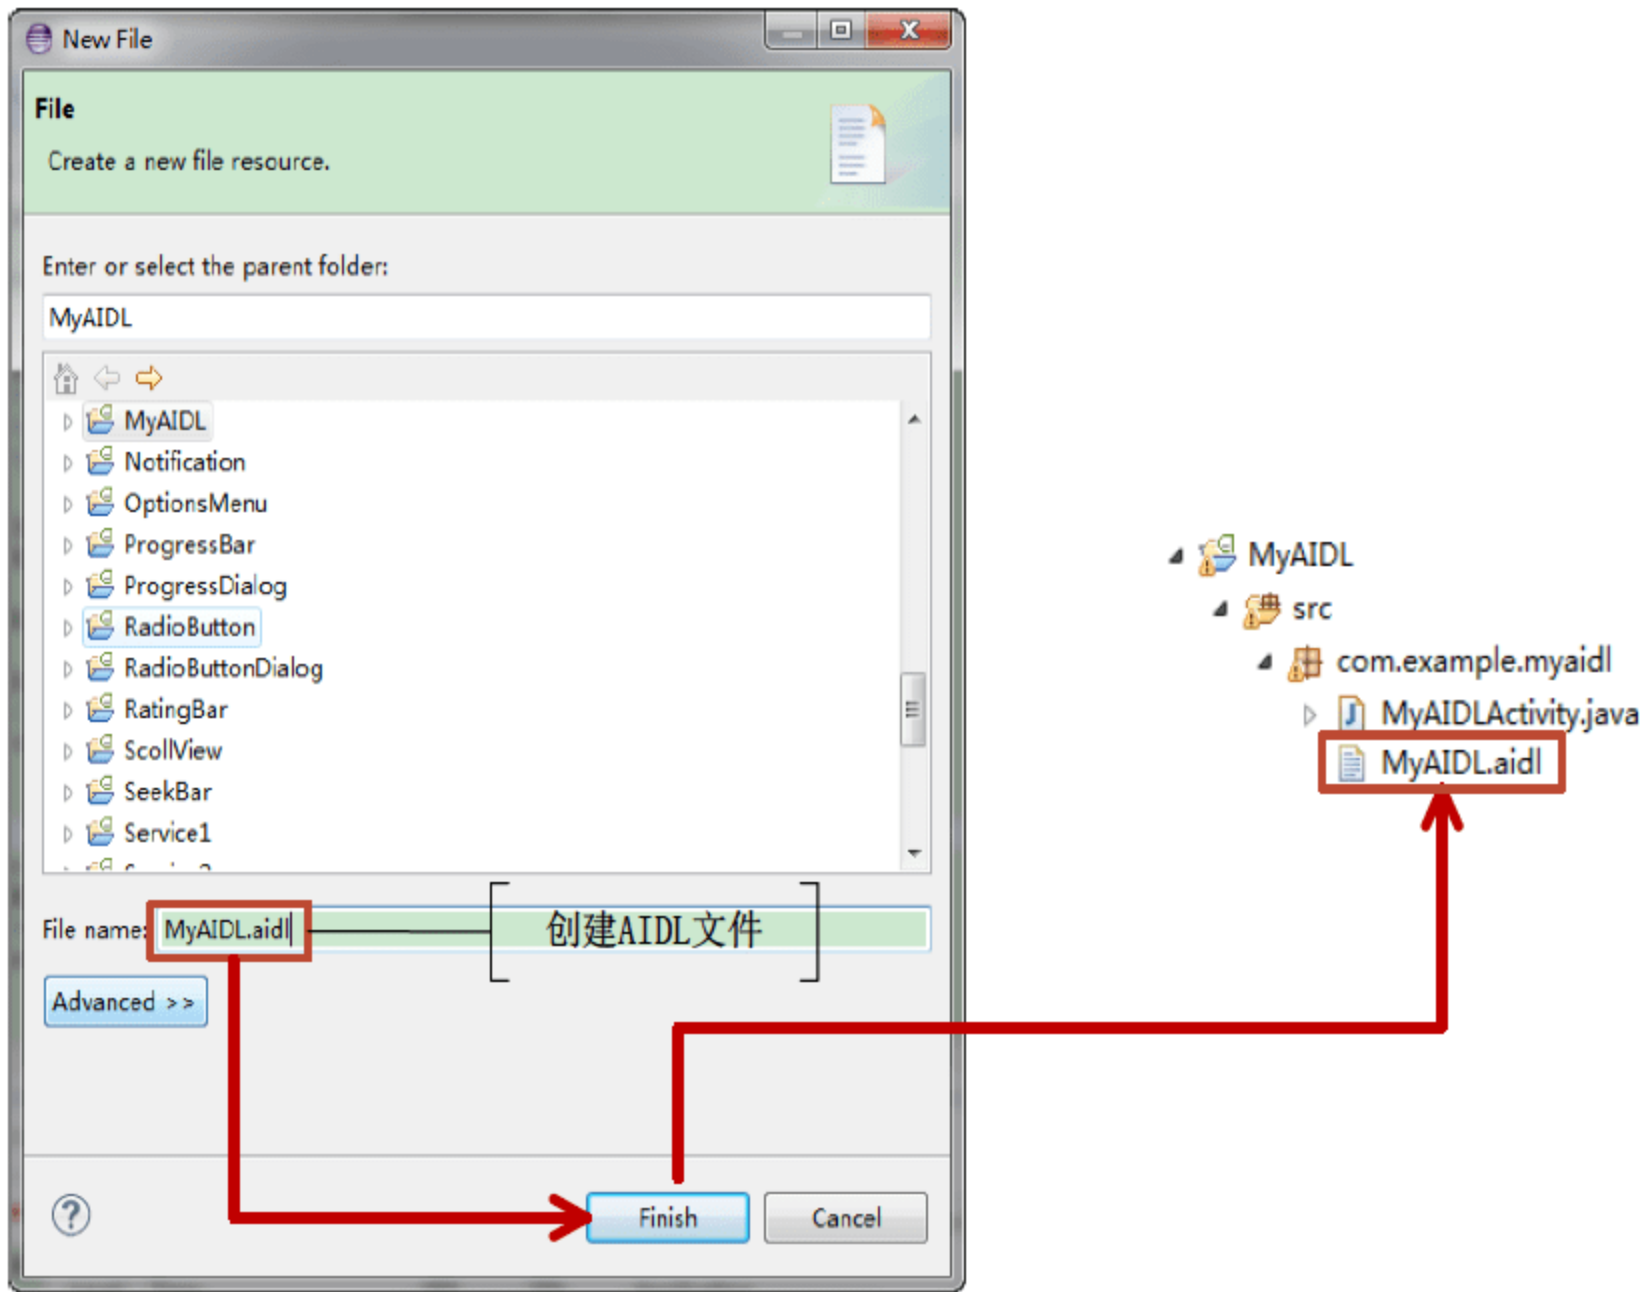 New File
File
Create a new file resource.
Enter or select the parent folder:
MyAIDL
MyAIDL
Notification
OptionsMenu
ProgressBar
ProgressDialog
RadioButton
RadioButtonDialog
RatingBar
ScollView
SeekBar
Service1
File name: MyAIDL.aidl 创建AIDL文件
Advanced >>
Finish Cancel
MyAIDL
src
com.example.myaidl
MyAIDLActivity.java
MyAIDL.aidl